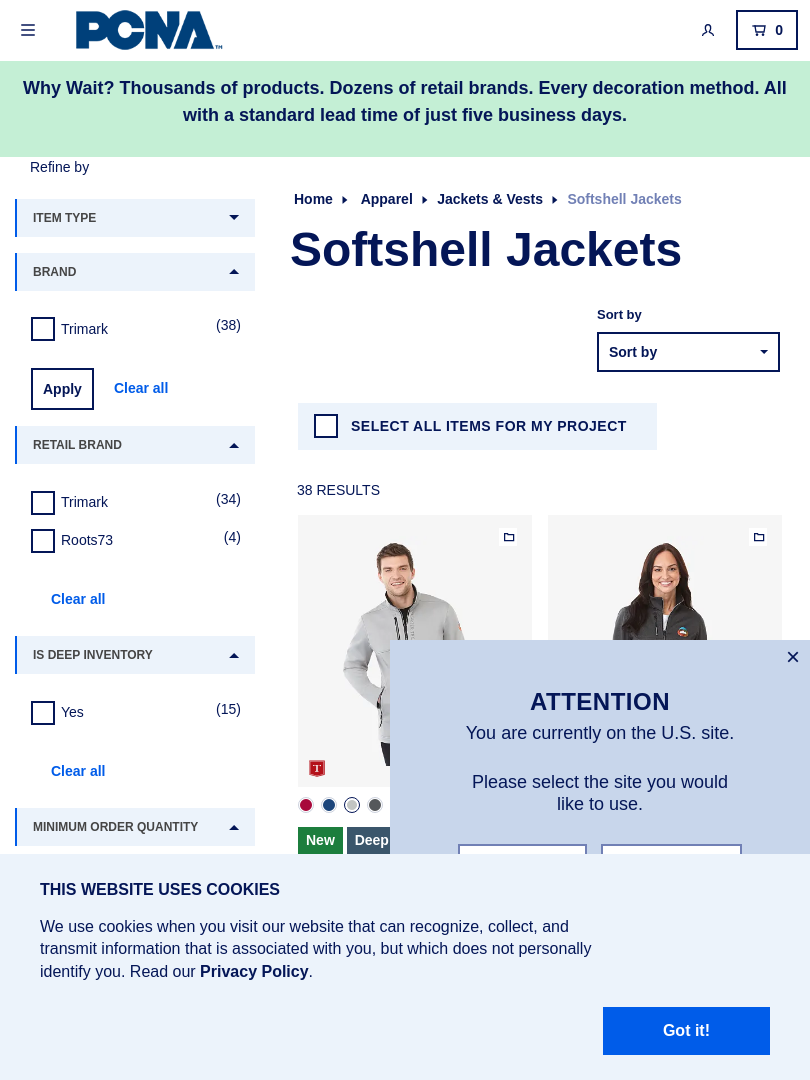 PCNA™
0
Why Wait? Thousands of products. Dozens of retail brands. Every decoration method. All
with a standard lead time of just five business days.
Refine by
ITEM TYPE
BRAND
Trimark (38)
Apply Clear all
RETAIL BRAND
Trimark (34)
Roots73 (4)
Clear all
IS DEEP INVENTORY
Yes (15)
Clear all
MINIMUM ORDER QUANTITY
Home Apparel Jackets & Vests Softshell Jackets
Softshell Jackets
Sort by
Sort by
SELECT ALL ITEMS FOR MY PROJECT
38 RESULTS
T
New Deep
ATTENTION
You are currently on the U.S. site.
Please select the site you would
like to use.
THIS WEBSITE USES COOKIES
We use cookies when you visit our website that can recognize, collect, and
transmit information that is associated with you, but which does not personally
identify you. Read our Privacy Policy.
Got it!